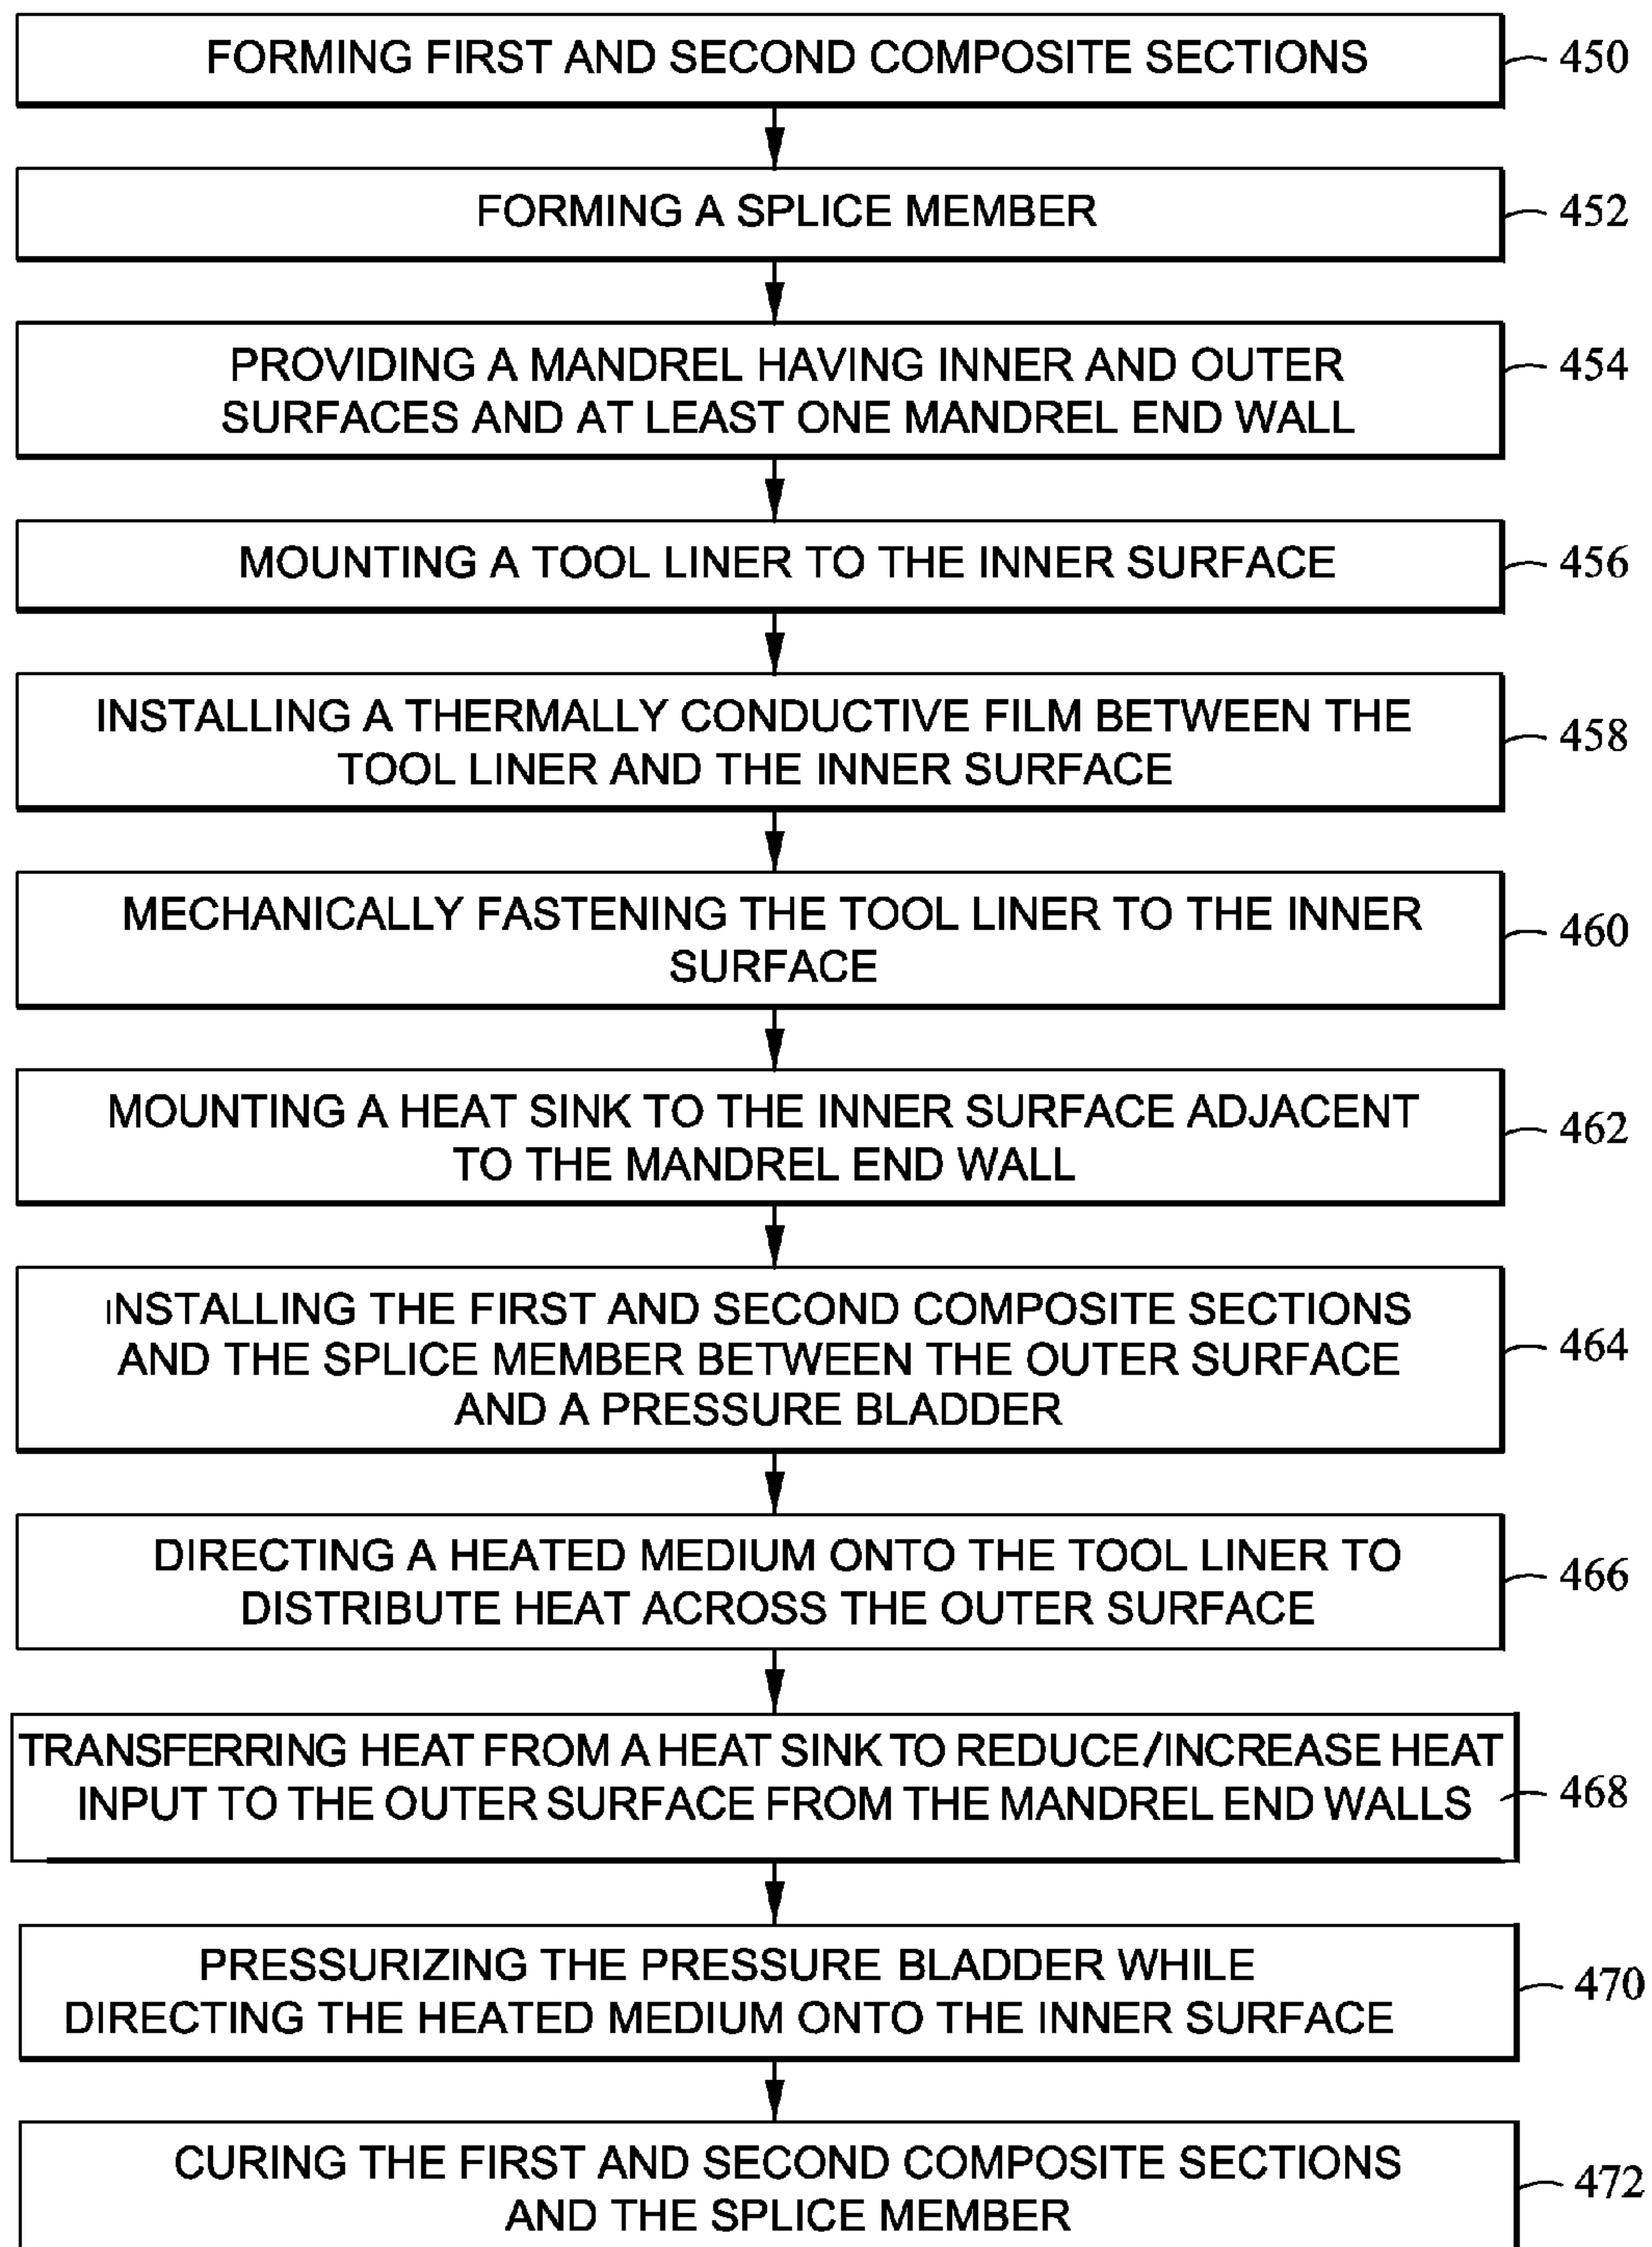 FORMING FIRST AND SECOND COMPOSITE SECTIONS
450
FORMING A SPLICE MEMBER
452
PROVIDING A MANDREL HAVING INNER AND OUTER
SURFACES AND AT LEAST ONE MANDREL END WALL
454
MOUNTING A TOOL LINER TO THE INNER SURFACE
456
INSTALLING A THERMALLY CONDUCTIVE FILM BETWEEN THE
TOOL LINER AND THE INNER SURFACE
458
MECHANICALLY FASTENING THE TOOL LINER TO THE INNER
SURFACE
460
MOUNTING A HEAT SINK TO THE INNER SURFACE ADJACENT
TO THE MANDREL END WALL
462
INSTALLING THE FIRST AND SECOND COMPOSITE SECTIONS
AND THE SPLICE MEMBER BETWEEN THE OUTER SURFACE
AND A PRESSURE BLADDER
464
DIRECTING A HEATED MEDIUM ONTO THE TOOL LINER TO
DISTRIBUTE HEAT ACROSS THE OUTER SURFACE
466
TRANSFERRING HEAT FROM A HEAT SINK TO REDUCE/INCREASE HEAT
INPUT TO THE OUTER SURFACE FROM THE MANDREL END WALLS
468
PRESSURIZING THE PRESSURE BLADDER WHILE
DIRECTING THE HEATED MEDIUM ONTO THE INNER SURFACE
470
CURING THE FIRST AND SECOND COMPOSITE SECTIONS
AND THE SPLICE MEMBER
472